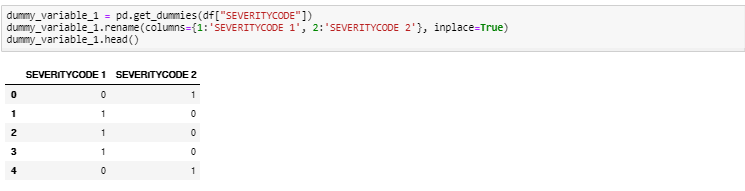 dummy_variable_1 = pd.get_dummies(df["SEVERITYCODE"])
dummy_variable_1.rename(columns={1:'SEVERITYCODE 1', 2:'SEVERITYCODE 2'}, inplace=True)
dummy_variable_1.head()
SEVERITYCODE 1 SEVERITYCODE 2
0 0 1
1 1 0
2 1 0
3 1 0
4 0 1